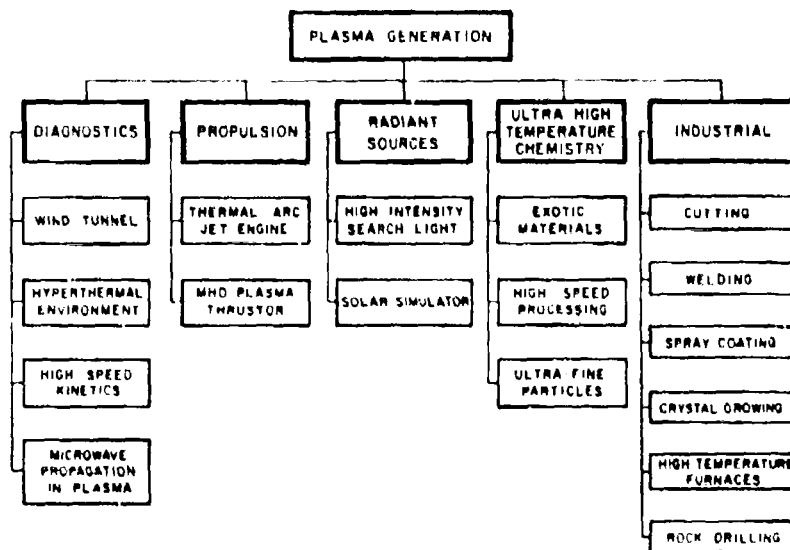 PLASMA GENERATION
DIAGNOSTICS
WIND TUNNEL
HYPERTHERMAL
ENVIRONMENT
HIGH SPEED
KINETICS
MICROWAVE
PROPAGATION
IN PLASMA
PROPULSION
THERMAL ARC
JET ENGINE
MHD PLASMA
THRUSTOR
RADIANT
SOURCES
HIGH INTENSITY
SEARCH LIGHT
SOLAR SIMULATOR
ULTRA HIGH
TEMPERATURE
CHEMISTRY
EXOTIC
MATERIALS
HIGH SPEED
PROCESSING
ULTRA FINE
PARTICLES
INDUSTRIAL
CUTTING
WELDING
SPRAY COATING
CRYSTAL GROWING
HIGH TEMPERATURE
FURNACES
ROCK DRILLING